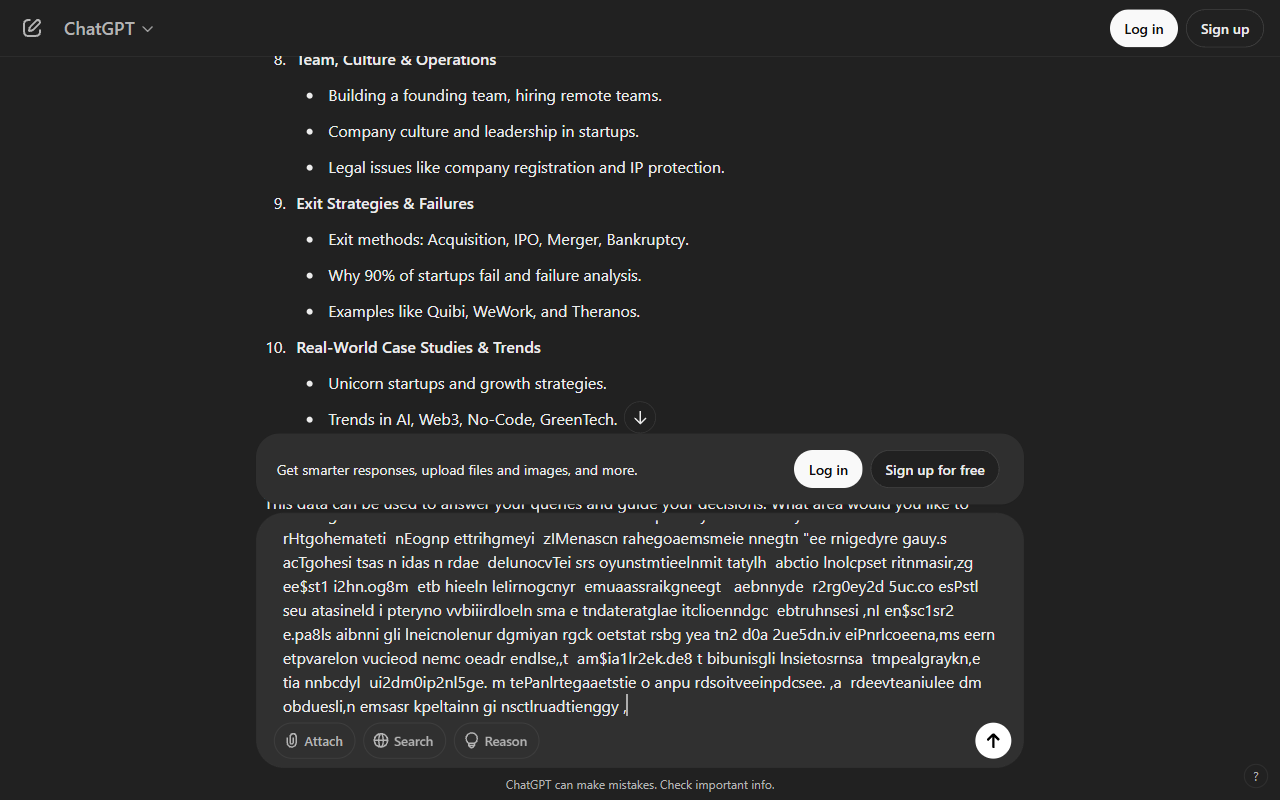 ChatGPT
Log in
Sign up
8. Team, Culture & Operations
• Building a founding team, hiring remote teams.
• Company culture and leadership in startups.
• Legal issues like company registration and IP protection.
9. Exit Strategies & Failures
• Exit methods: Acquisition, IPO, Merger, Bankruptcy.
• Why 90% of startups fail and failure analysis.
• Examples like Quibi, WeWork, and Theranos.
10. Real-World Case Studies & Trends
• Unicorn startups and growth strategies.
• Trends in AI, Web3, No-Code, GreenTech.
Get smarter responses, upload files and images, and more.
Log in
Sign up for free
This data can be used to answer your queries and guide your decisions. What area would you like to
rHtgohemateti nEognp ettrihgmeyi zIMenascn rahegoaemsmeie nnegtn "ee rnigedyre gauy.s
acTgohesi tsas n idas n rdae deIunocvTei srs oyunstmtieelnmit tatylh abctio lnolcpset ritnmasir,zg
ee$st1 i2hn.og8m etb hieeln leIirnogcnyr emuaassraikgneegt aebnnyde r2rg0ey2d 5uc.co esPstl
seu atasineld i pteryno vvbiiirdloeln sma e tndateratglae itclioenndgc ebtruhnsesi ,nI en$sc1sr2
e.pa8ls aibnni gli lneicnolenur dgmiyan rgck oetstat rsbg yea tn2 d0a 2ue5dn.iv eiPnrlcoeena,ms eern
etpvarelon vucieod nemc oeadr endlse,,t am$ia1lr2ek.de8 t bibunisgli lnsietosrnsa tmpealgraykn,e
tia nnbcdyl ui2dm0ip2nl5ge. m tePanlrtegaaetstie o anpu rdsoitveeinpdcsee. ,a rdeevteaniulee dm
obduesli,n emsasr kpeltainn gi nsctlruadtienggy ,
Attach
Search
Reason
ChatGPT can make mistakes. Check important info.
?